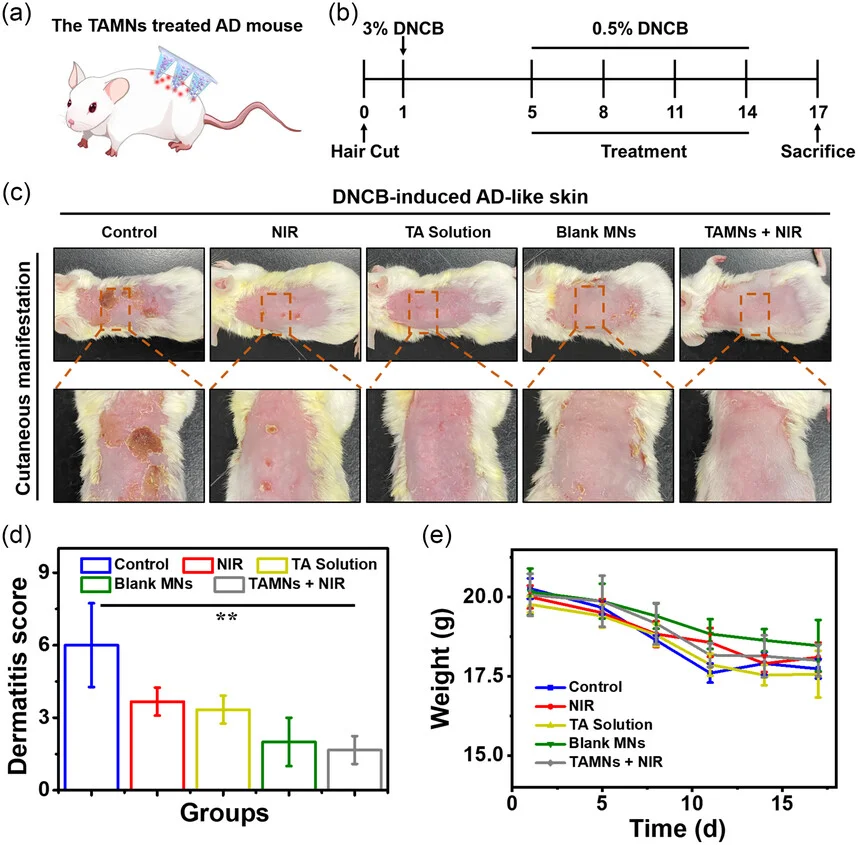 (a)
The TAMNs treated AD mouse
(b)
3% DNCB
0.5% DNCB
0 1 5 8 11 14 17
Hair Cut
Treatment
Sacrifice
(c)
DNCB-induced AD-like skin
Control NIR TA Solution Blank MNs TAMNs + NIR
Cutaneous manifestation
(d)
Control NIR TA Solution
Blank MNs TAMNs + NIR
**
9
6
3
0
Dermatitis score
Groups
(e)
20.0
17.5
15.0
Weight (g)
Control
NIR
TA Solution
Blank MNs
TAMNs + NIR
0 5 10 15
Time (d)